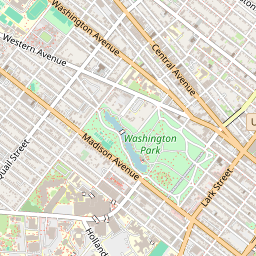 Washington Avenue
Western Avenue
Central Avenue
Washington
Park
Madison Avenue
Quail Street
Lark Street
Holland
U